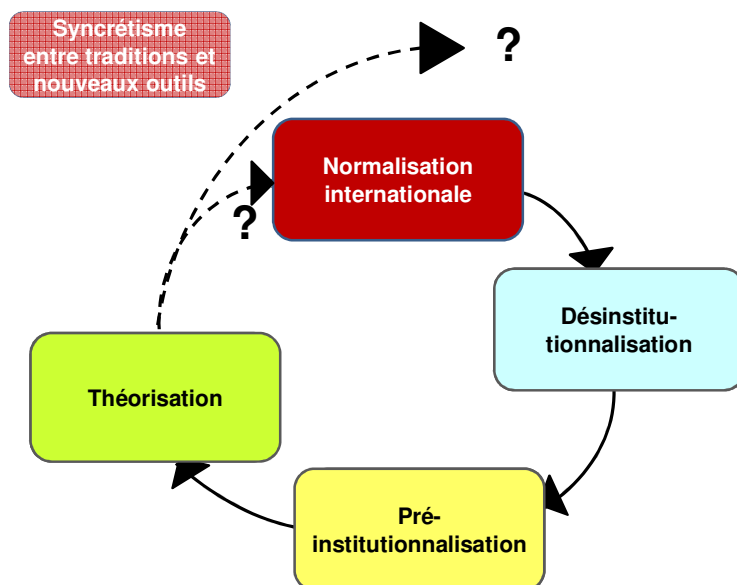 Syncrétisme
entre traditions et
nouveaux outils
?
Normalisation
internationale
?
Désinstitu-
tionnalisation
Théorisation
Pré-
institutionnalisation